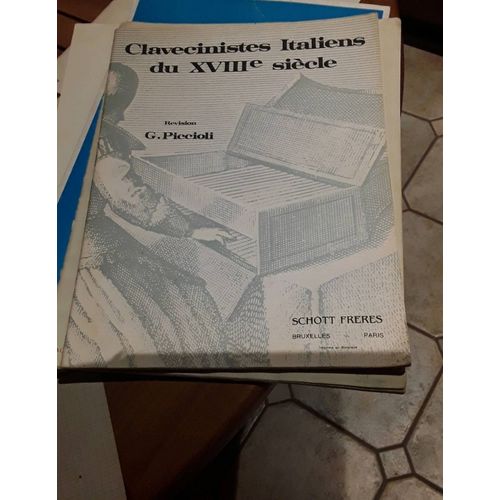 Clavecinistes Italiens
du XVIIIe siècle
Revision
G. Piccioli
SCHOTT FRERES
BRUXELLES - PARIS